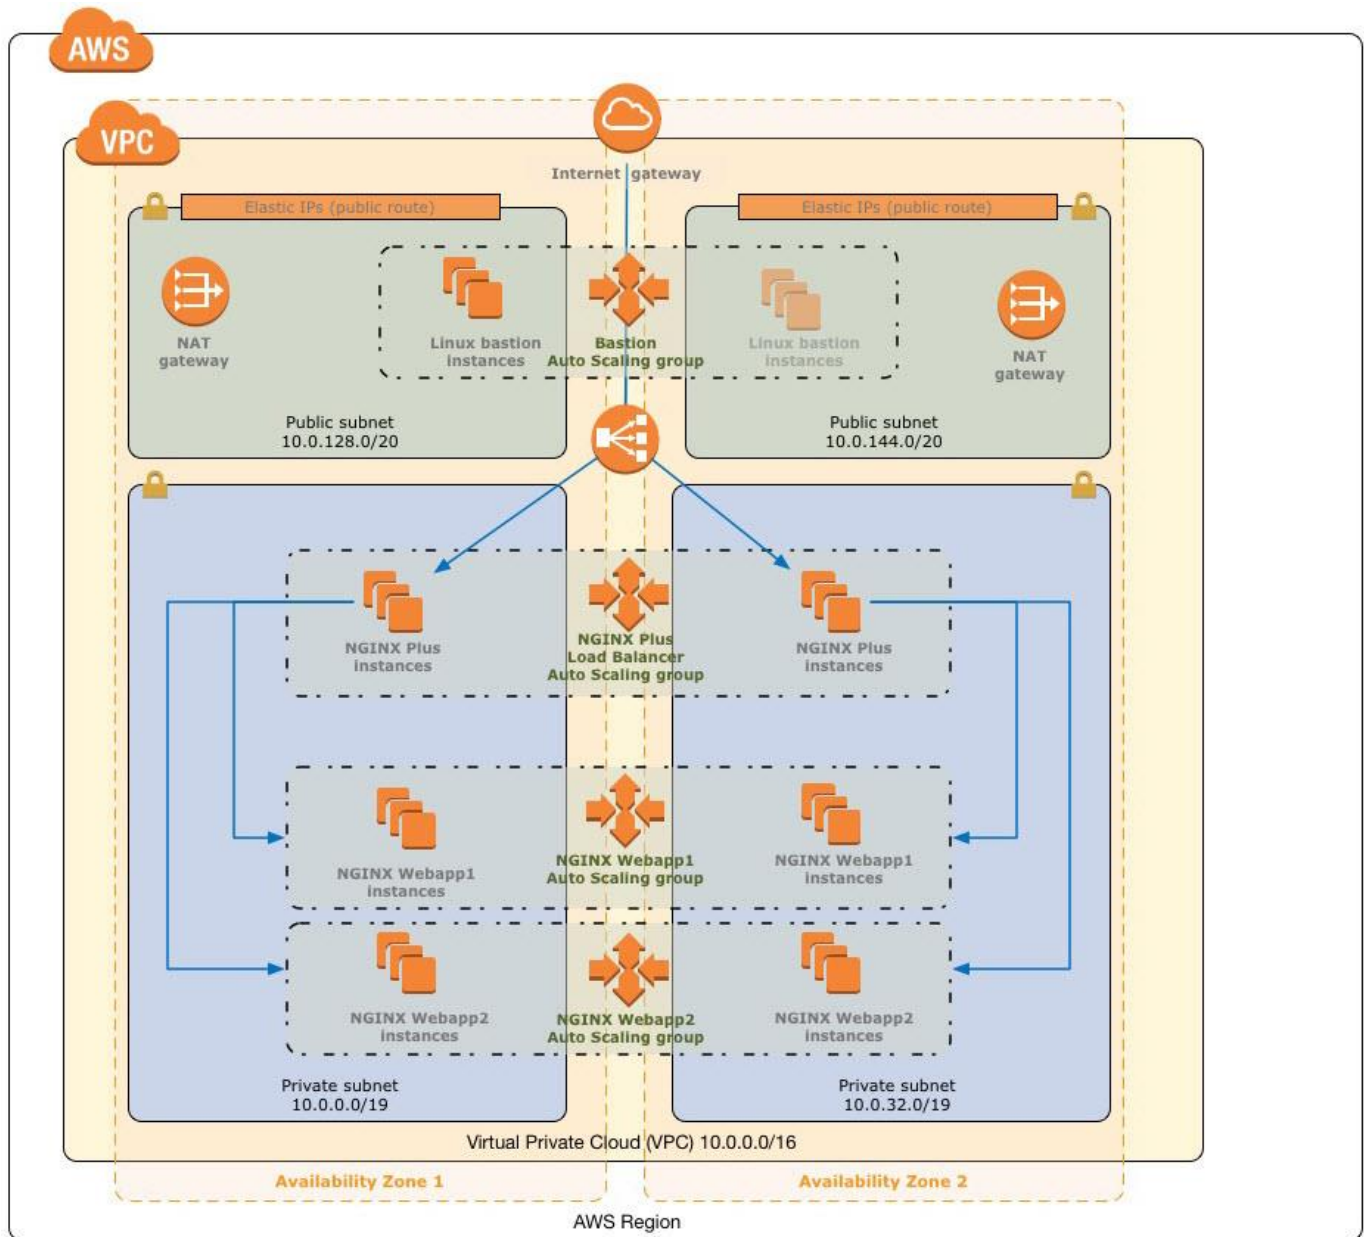 AWS
VPC
Internet gateway
Elastic IPs (public route)
Elastic IPs (public route)
NAT
gateway
Linux bastion
instances
Bastion
Auto Scaling group
Linux bastion
instances
NAT
gateway
Public subnet
10.0.128.0/20
Public subnet
10.0.144.0/20
NGINX Plus
instances
NGINX Plus
Load Balancer
Auto Scaling group
NGINX Plus
instances
NGINX Webapp1
instances
NGINX Webapp1
Auto Scaling group
NGINX Webapp1
instances
NGINX Webapp2
instances
NGINX Webapp2
Auto Scaling group
NGINX Webapp2
instances
Private subnet
10.0.0.0/19
Private subnet
10.0.32.0/19
Virtual Private Cloud (VPC) 10.0.0.0/16
Availability Zone 1
Availability Zone 2
AWS Region